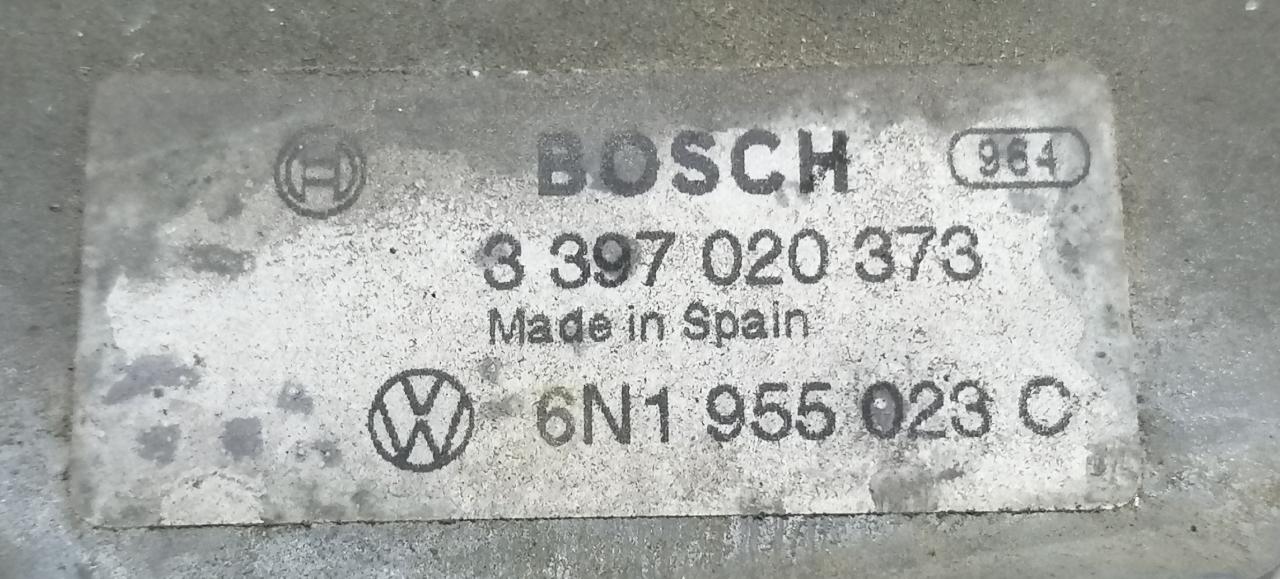 BOSCH 964
3 397 020 373
Made in Spain
6N1 955 023 C